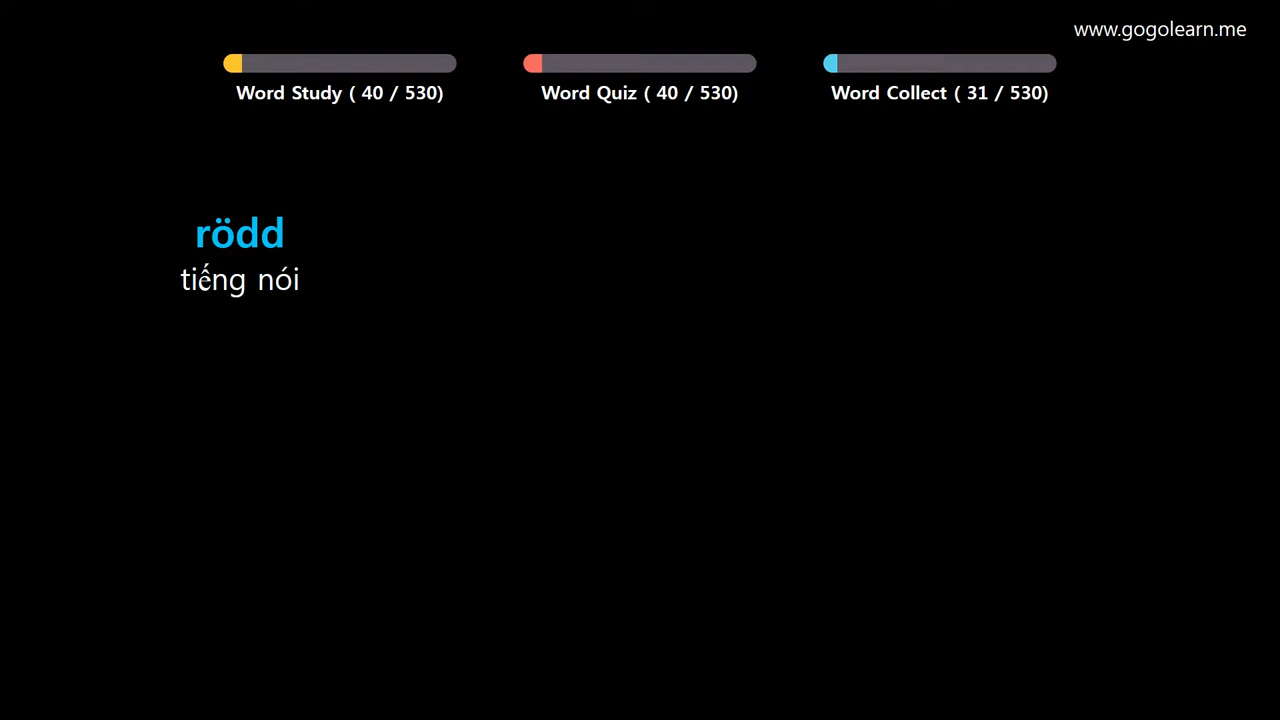 www.gogolearn.me
Word Study ( 40 / 530)
Word Quiz ( 40 / 530)
Word Collect ( 31 / 530)
rödd
tiếng nói